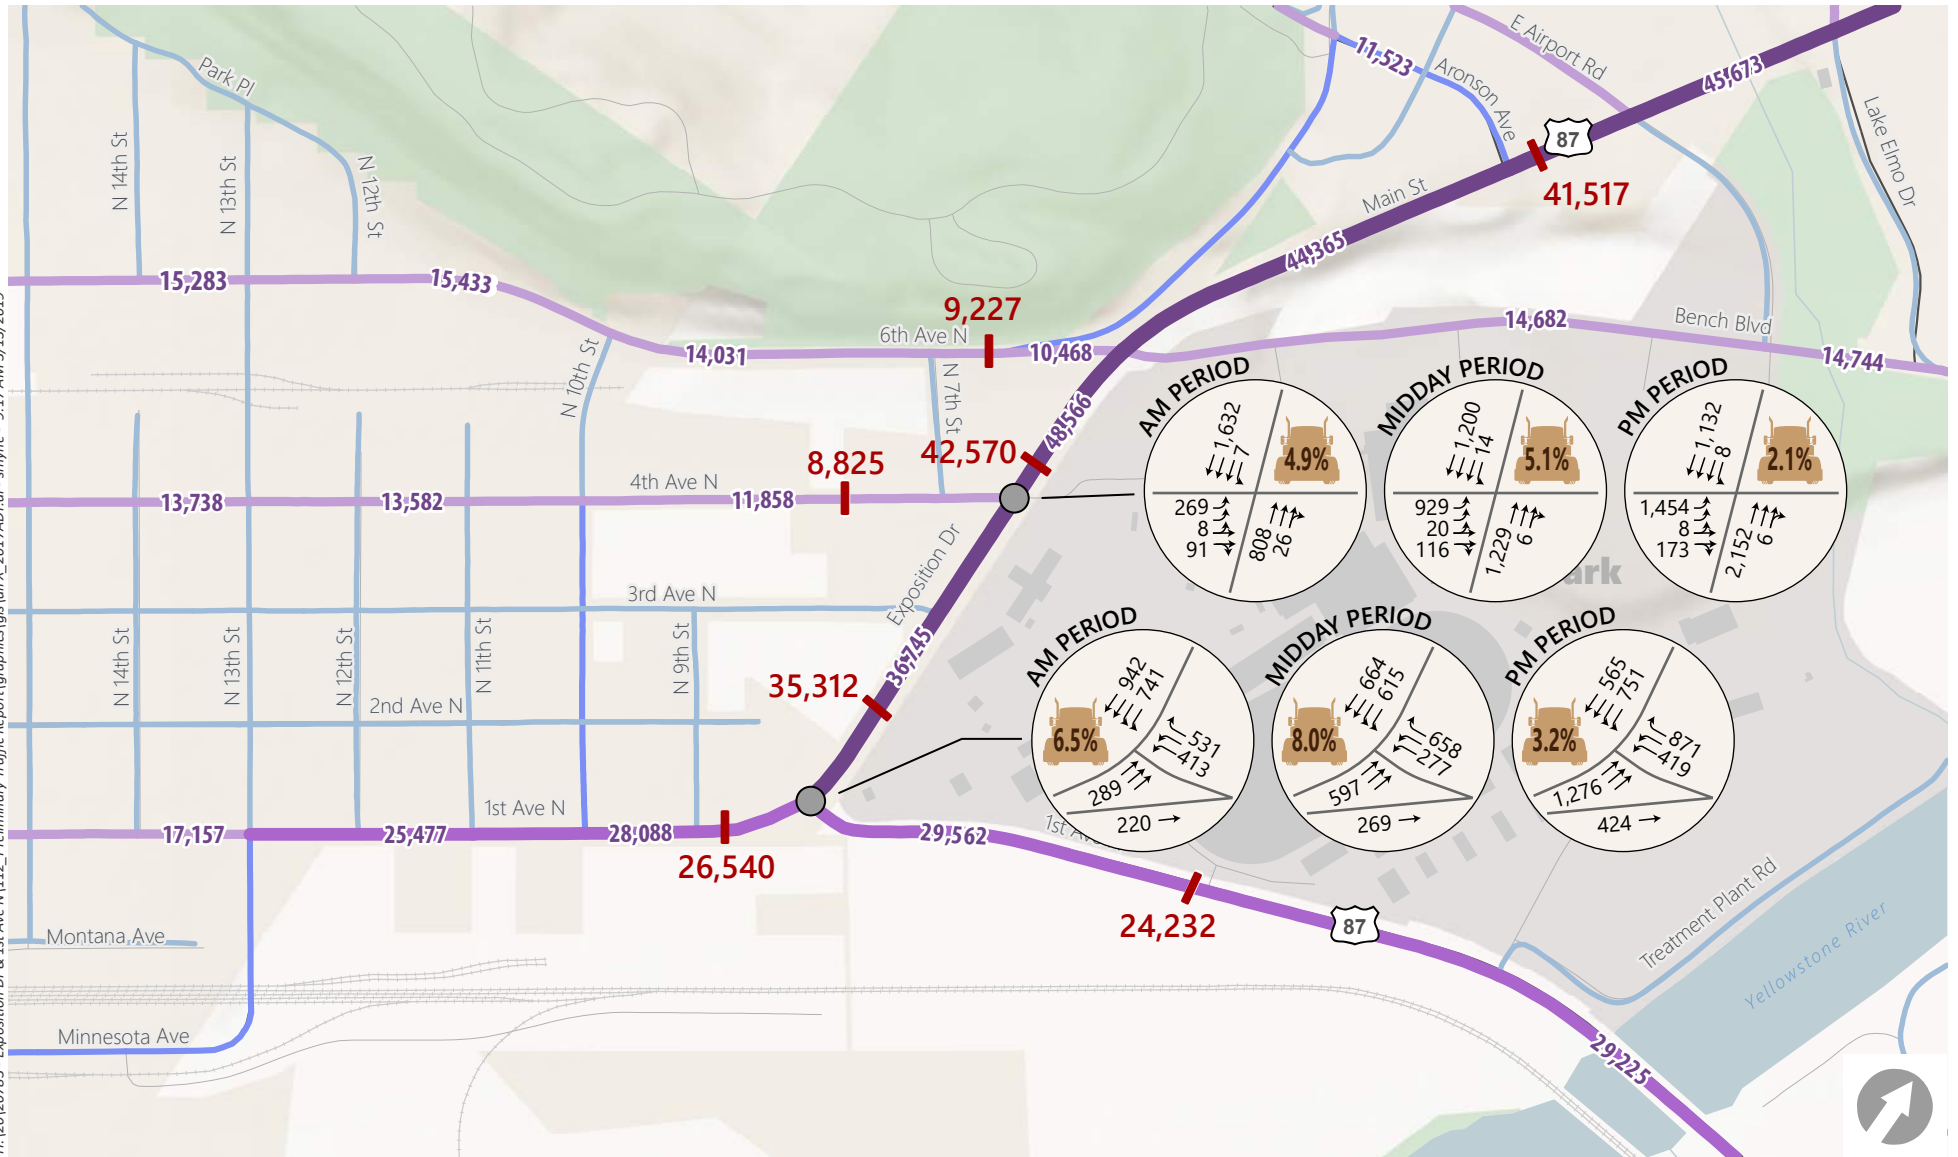 11,523
E Airport Rd
45,673
Aronson Ave
Park Pl
87
Lake Elmo Dr
N 14th St
N 13th St
N 12th St
41,517
Main St
44,365
15,283
15,433
9,227
14,682
Bench Blvd
6th Ave N
14,031
10,468
14,744
N 10th St
N 7th St
48,566
AM PERIOD
1,632
7
4.9%
269
8
91
808
26
MIDDAY PERIOD
1,200
14
5.1%
929
20
116
1,229
6
PM PERIOD
1,132
8
2.1%
1,454
8
173
2,152
6
42,570
8,825
4th Ave N
13,738
13,582
11,858
Exposition Dr
ark
3rd Ave N
N 14th St
N 13th St
N 12th St
N 11th St
N 9th St
36,745
35,312
2nd Ave N
AM PERIOD
942
741
6.5%
531
413
289
220
MIDDAY PERIOD
664
615
8.0%
658
277
597
269
PM PERIOD
565
751
3.2%
871
419
1,276
424
1st Ave N
17,157
25,477
28,088
29,562
1st Av
26,540
24,232
87
Treatment Plant Rd
Yellowstone River
Montana Ave
Minnesota Ave
29,225